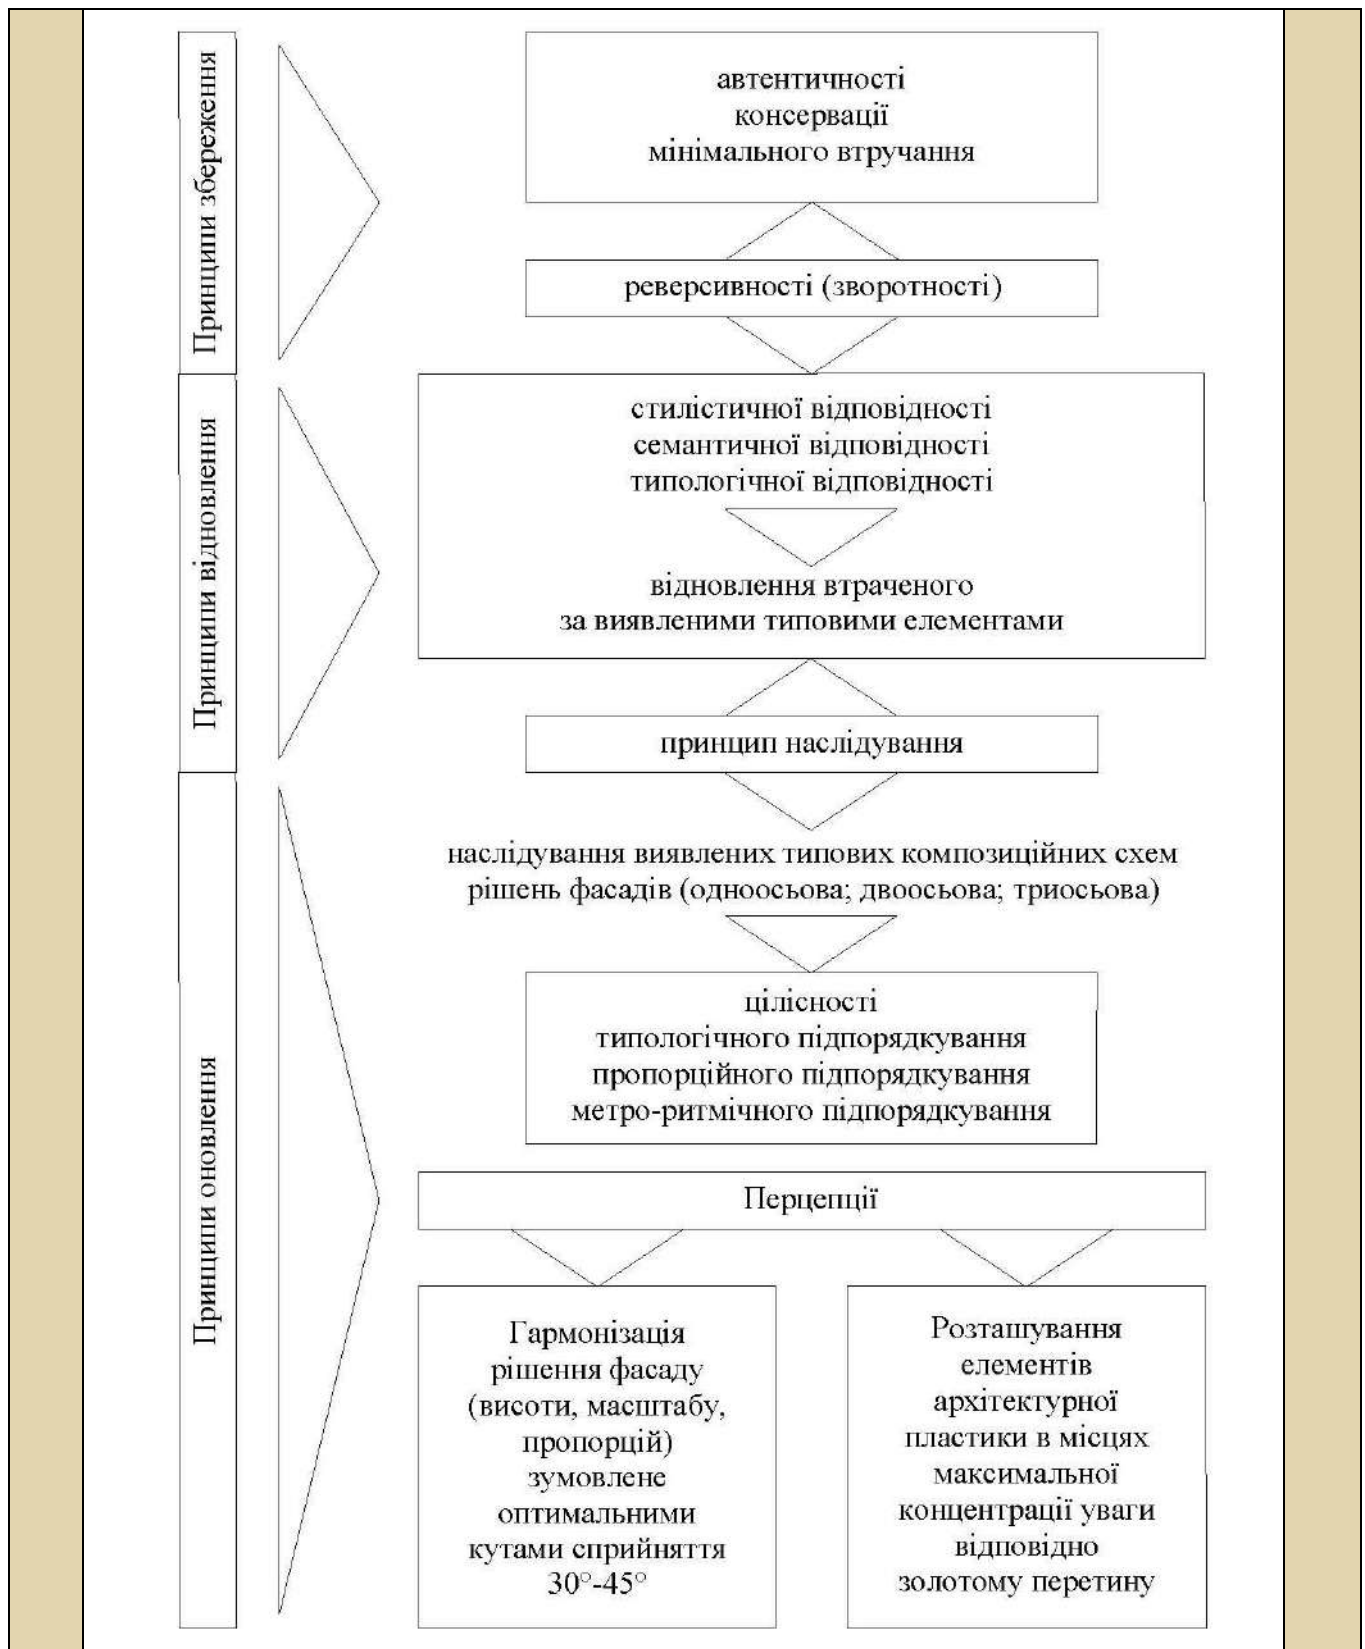 Принципи збереження
автентичності
консервації
мінімального втручання
реверсивності (зворотності)
Принципи відновлення
стилістичної відповідності
семантичної відповідності
типологічної відповідності
відновлення втраченого
за виявленими типовими елементами
принцип наслідування
Принципи оновлення
наслідування виявлених типових композиційних схем
рішень фасадів (одноосьова; двоосьова; триосьова)
цілісності
типологічного підпорядкування
пропорційного підпорядкування
метро-ритмічного підпорядкування
Перцепції
Гармонізація
рішення фасаду
(висоти, масштабу,
пропорцій)
зумовлене
оптимальними
кутами сприйняття
30°-45°
Розташування
елементів
архітектурної
пластики в місцях
максимальної
концентрації уваги
відповідно
золотому перетину